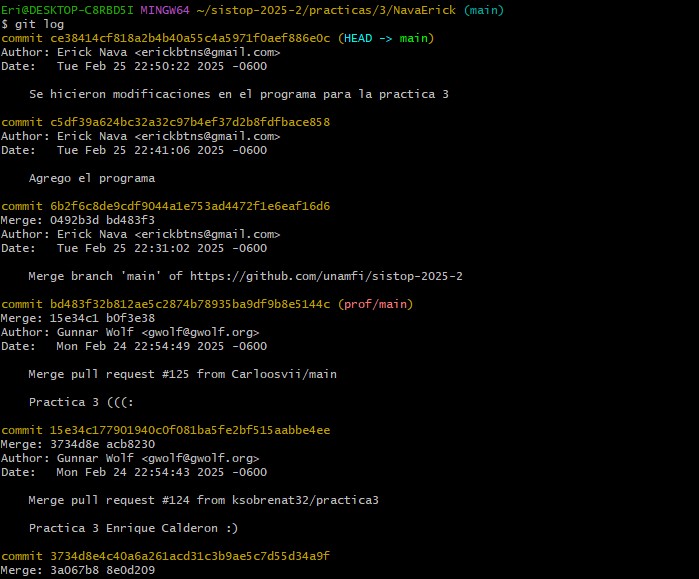 Eri@DESKTOP-C8RBD5I MINGW64 ~/sistop-2025-2/practicas/3/NavaErick (main)
$ git log
commit ce38414cf818a2b4b40a55c4a5971f0aef886e0c (HEAD -> main)
Author: Erick Nava <erickbtns@gmail.com>
Date:   Tue Feb 25 22:50:22 2025 -0600

    Se hicieron modificaciones en el programa para la practica 3

commit c5df39a624bc32a32c97b4ef37d2b8fdfbace858
Author: Erick Nava <erickbtns@gmail.com>
Date:   Tue Feb 25 22:41:06 2025 -0600

    Agrego el programa

commit 6b2f6c8de9cdf9044a1e753ad4472f1e6eaf16d6
Merge: 0492b3d bd483f3
Author: Erick Nava <erickbtns@gmail.com>
Date:   Tue Feb 25 22:31:02 2025 -0600

    Merge branch 'main' of https://github.com/unamfi/sistop-2025-2

commit bd483f32b812ae5c2874b78935ba9df9b8e5144c (prof/main)
Merge: 15e34c1 b0f3e38
Author: Gunnar Wolf <gwolf@gwolf.org>
Date:   Mon Feb 24 22:54:49 2025 -0600

    Merge pull request #125 from Carloosvii/main

    Practica 3 (((:

commit 15e34c177901940c0f081ba5fe2bf515aabbe4ee
Merge: 3734d8e acb8230
Author: Gunnar Wolf <gwolf@gwolf.org>
Date:   Mon Feb 24 22:54:43 2025 -0600

    Merge pull request #124 from ksobrenat32/practica3

    Practica 3 Enrique Calderon :)

commit 3734d8e4c40a6a261acd31c3b9ae5c7d55d34a9f
Merge: 3a067b8 8e0d209